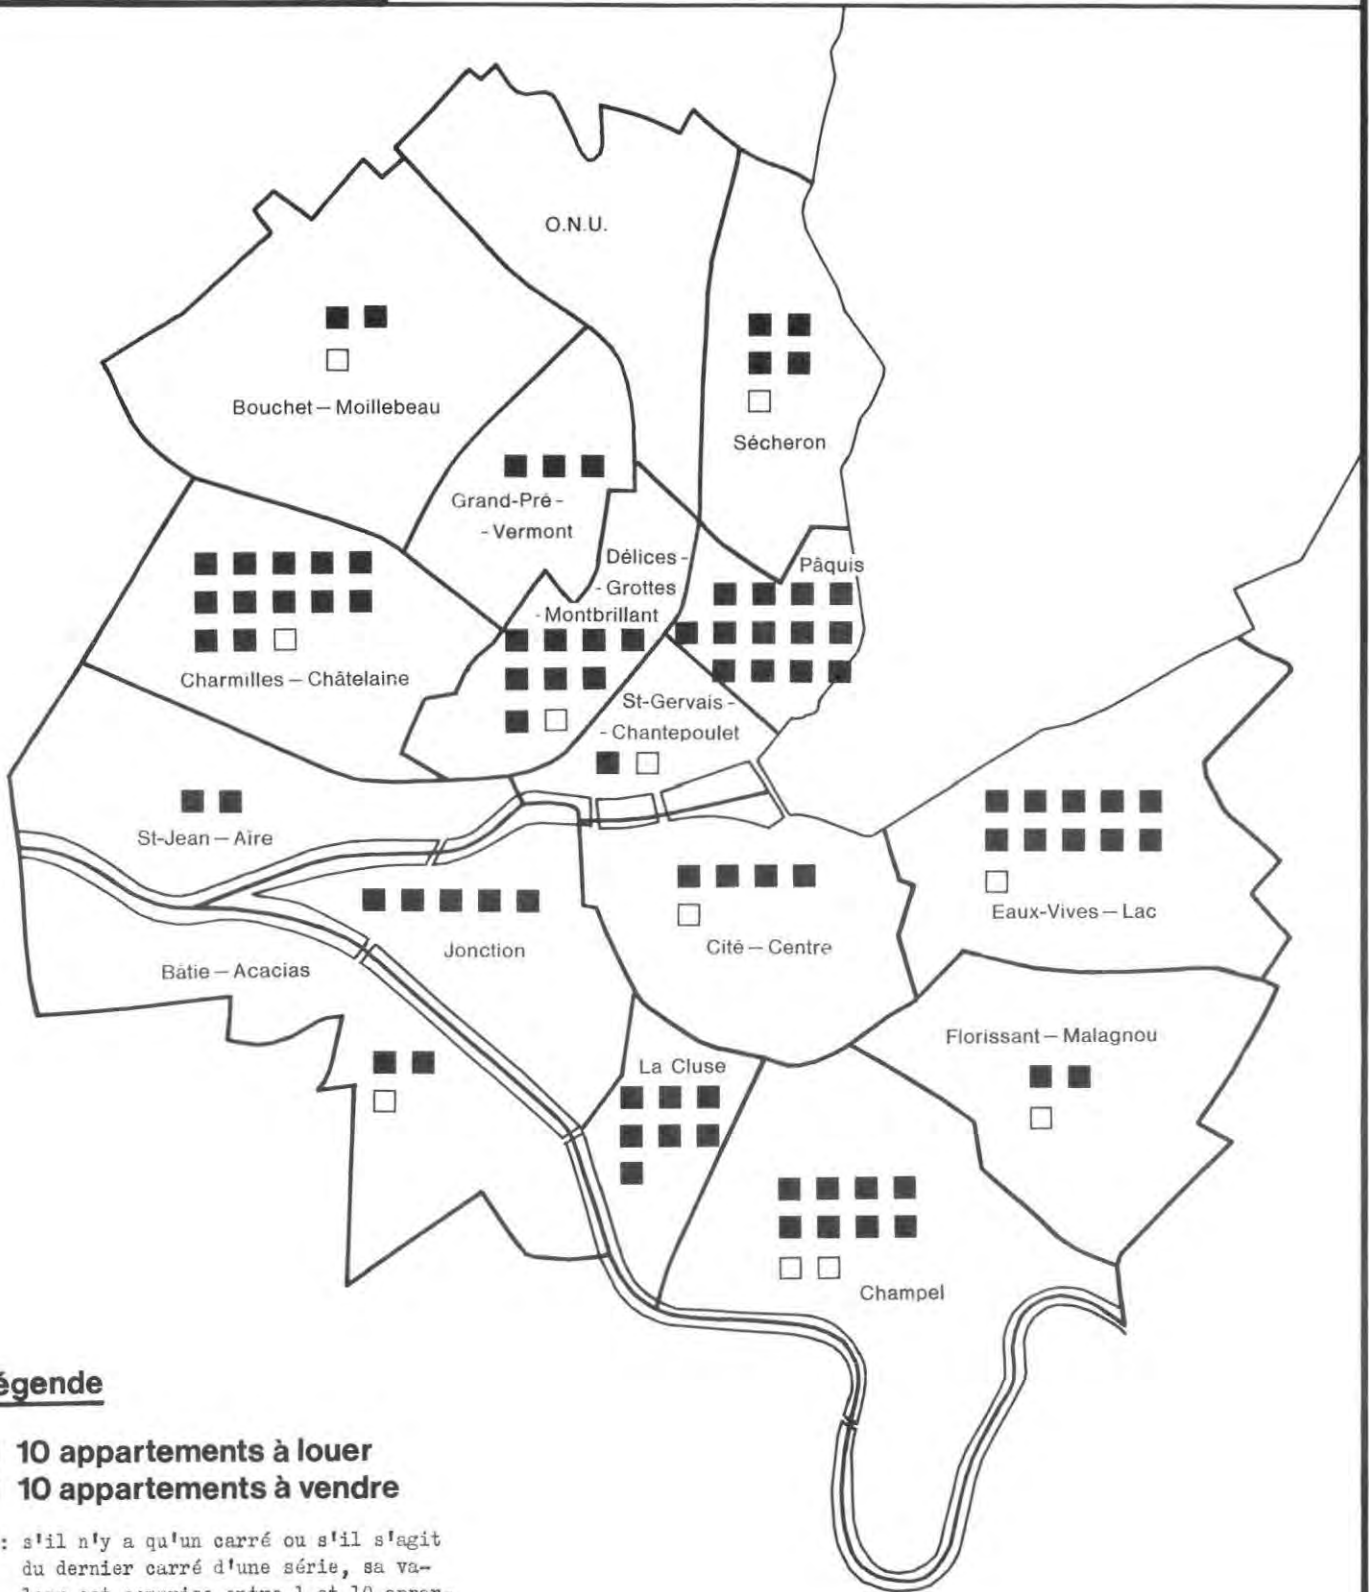 O.N.U.
Bouchet — Moillebeau
Sécheron
Grand-Pré -
- Vermont
Délices -
- Grottes
- Montbrillant
Pâquis
Charmilles — Châtelaine
St-Gervais -
- Chantepoulet
St-Jean — Aïre
Eaux-Vives — Lac
Jonction
Cité — Centre
Bâtie — Acacias
Florissant — Malagnou
La Cluse
Champel
égende
10 appartements à louer
10 appartements à vendre
: s'il n'y a qu'un carré ou s'il s'agit
du dernier carré d'une série, sa va-